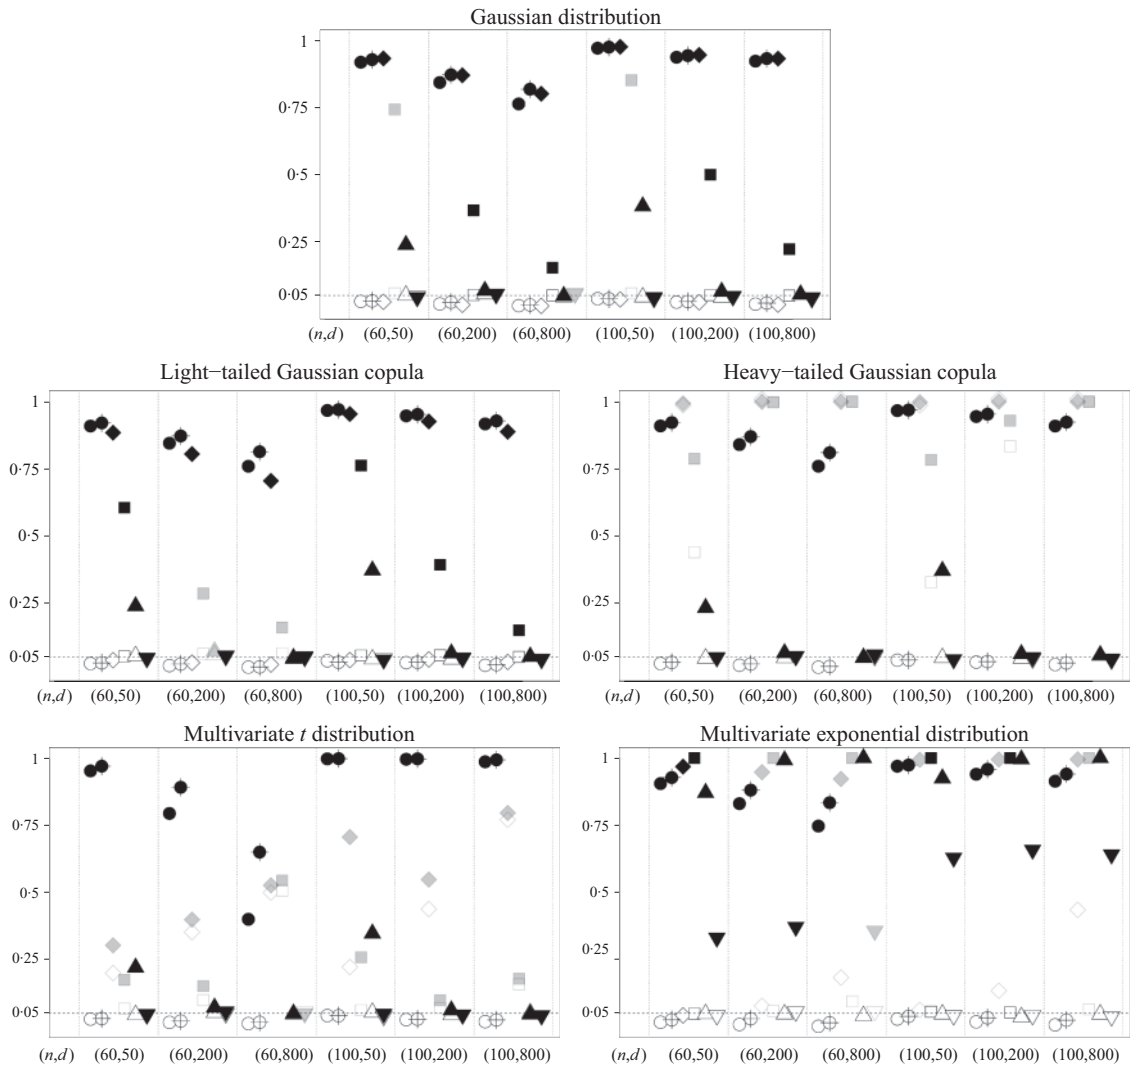 Gaussian distribution
1
0·75
0·5
0·25
0·05
(n,d) (60,50) (60,200) (60,800) (100,50) (100,200) (100,800)
Light−tailed Gaussian copula
1
0·75
0·5
0·25
0·05
(n,d) (60,50) (60,200) (60,800) (100,50) (100,200) (100,800)
Heavy−tailed Gaussian copula
1
0·75
0·5
0·25
0·05
(n,d) (60,50) (60,200) (60,800) (100,50) (100,200) (100,800)
Multivariate t distribution
1
0·75
0·5
0·25
0·05
(n,d) (60,50) (60,200) (60,800) (100,50) (100,200) (100,800)
Multivariate exponential distribution
1
0·75
0·5
0·25
0·05
(n,d) (60,50) (60,200) (60,800) (100,50) (100,200) (100,800)